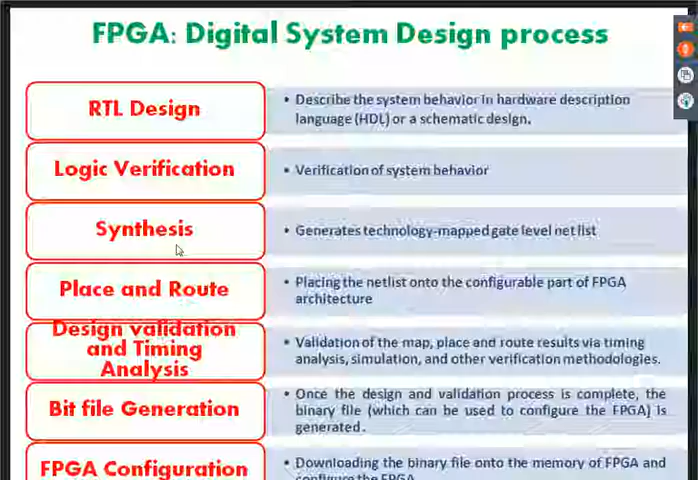 FPGA: Digital System Design process
RTL Design
• Describe the system behavior in hardware description
language (HDL) or a schematic design.
Logic Verification
• Verification of system behavior
Synthesis
• Generates technology-mapped gate level net list
Place and Route
• Placing the netlist onto the configurable part of FPGA
architecture
Design validation
and Timing
Analysis
• Validation of the map, place and route results via timing
analysis, simulation, and other verification methodologies.
Bit file Generation
• Once the design and validation process is complete, the
binary file (which can be used to configure the FPGA) is
generated.
FPGA Configuration
• Downloading the binary file onto the memory of FPGA and
configure the FPGA